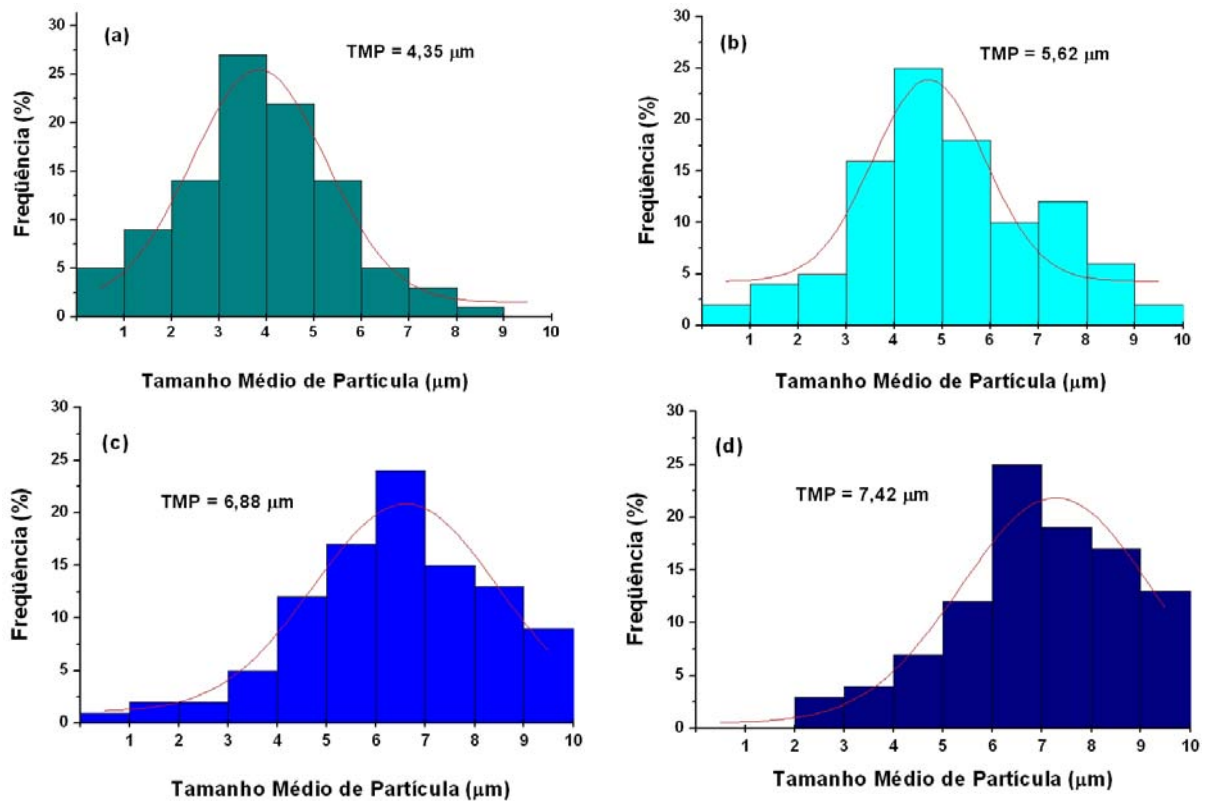 (a)
TMP = 4,35 µm
Freqüência (%)
30
25
20
15
10
5
0
1 2 3 4 5 6 7 8 9 10
Tamanho Médio de Partícula (µm)
(b)
TMP = 5,62 µm
Freqüência (%)
30
25
20
15
10
5
0
1 2 3 4 5 6 7 8 9 10
Tamanho Médio de Partícula (µm)
(c)
TMP = 6,88 µm
Freqüência (%)
30
25
20
15
10
5
0
1 2 3 4 5 6 7 8 9 10
Tamanho Médio de Partícula (µm)
(d)
TMP = 7,42 µm
Freqüência (%)
30
25
20
15
10
5
0
1 2 3 4 5 6 7 8 9 10
Tamanho Médio de Partícula (µm)